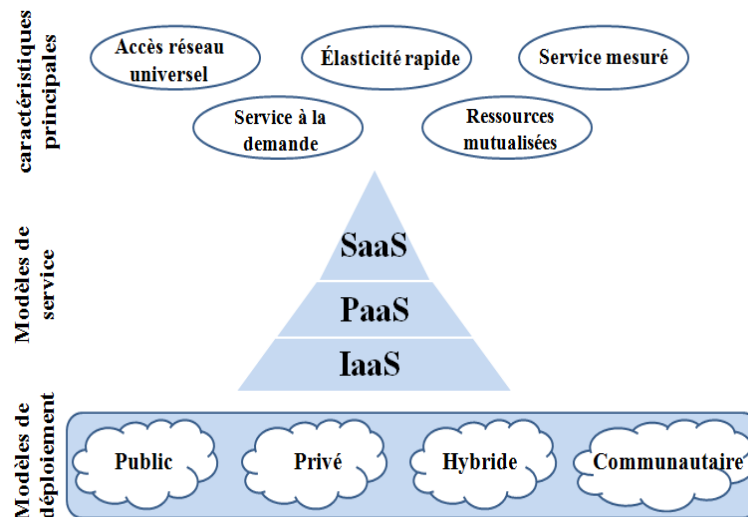 caractéristiques
principales
Accès réseau
universel
Élasticité rapide
Service mesuré
Service à la
demande
Ressources
mutualisées
Modèles de
service
SaaS
PaaS
IaaS
Modèles de
déploiement
Public
Privé
Hybride
Communautaire